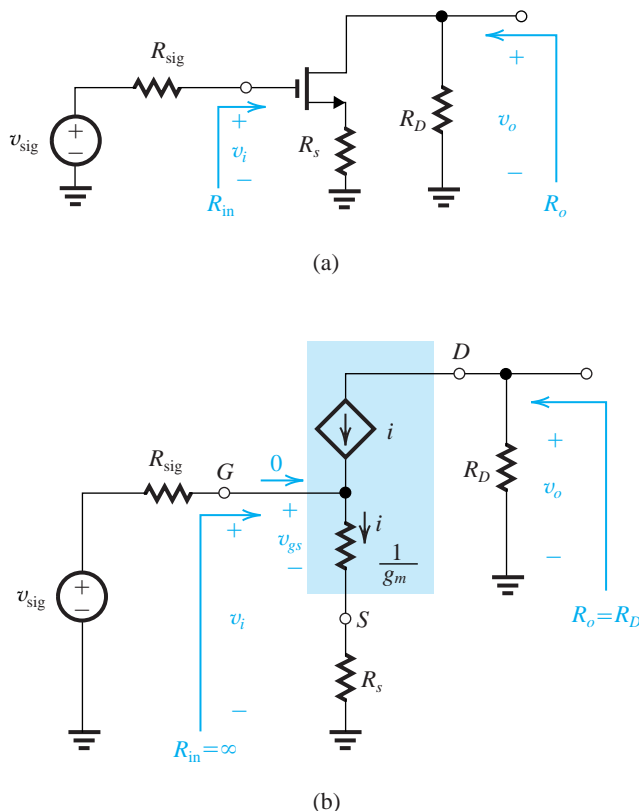 R_sig
v_sig
+
−
R_in
+
v_i
−
R_s
R_D
+
v_o
−
R_o
(a)
D
i
R_sig
G
0
+
v_gs
−
i
1/g_m
R_D
+
v_o
−
R_o = R_D
v_sig
+
−
+
v_i
−
S
R_s
R_in = ∞
(b)